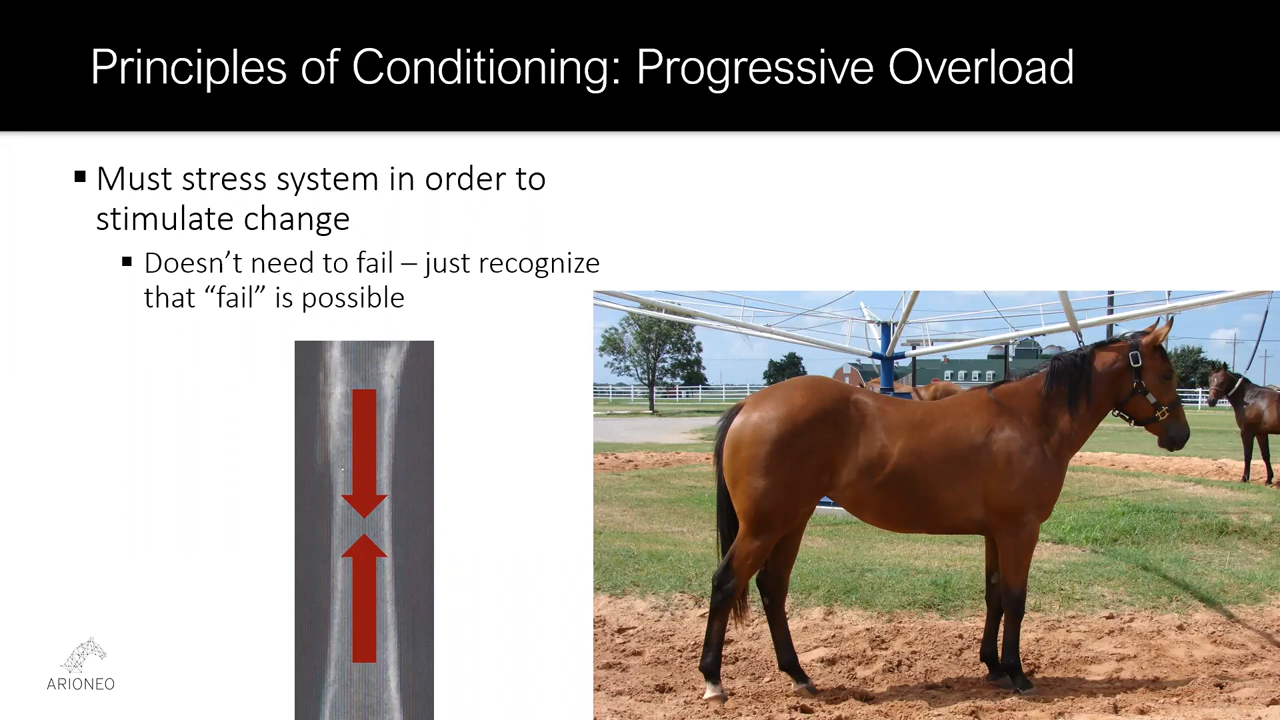 Principles of Conditioning: Progressive Overload
▪ Must stress system in order to
stimulate change
▪ Doesn’t need to fail – just recognize
that “fail” is possible
ARIONEO